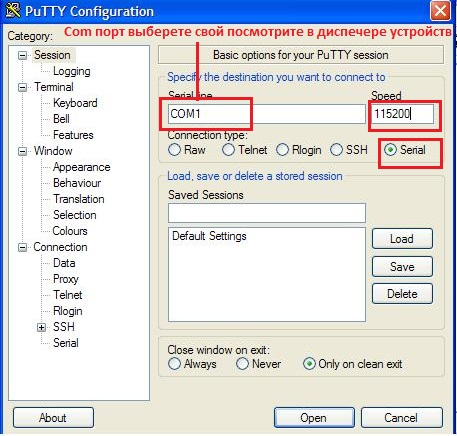 PuTTY Configuration
Com порт выберете свой посмотрите в диспечере устройств
Category:
Session
Logging
Terminal
Keyboard
Bell
Features
Window
Appearance
Behaviour
Translation
Selection
Colours
Connection
Data
Proxy
Telnet
Rlogin
SSH
Serial
Basic options for your PuTTY session
Specify the destination you want to connect to
Serial line
Speed
COM1
115200
Connection type:
Raw
Telnet
Rlogin
SSH
Serial
Load, save or delete a stored session
Saved Sessions
Default Settings
Load
Save
Delete
Close window on exit:
Always
Never
Only on clean exit
About
Open
Cancel